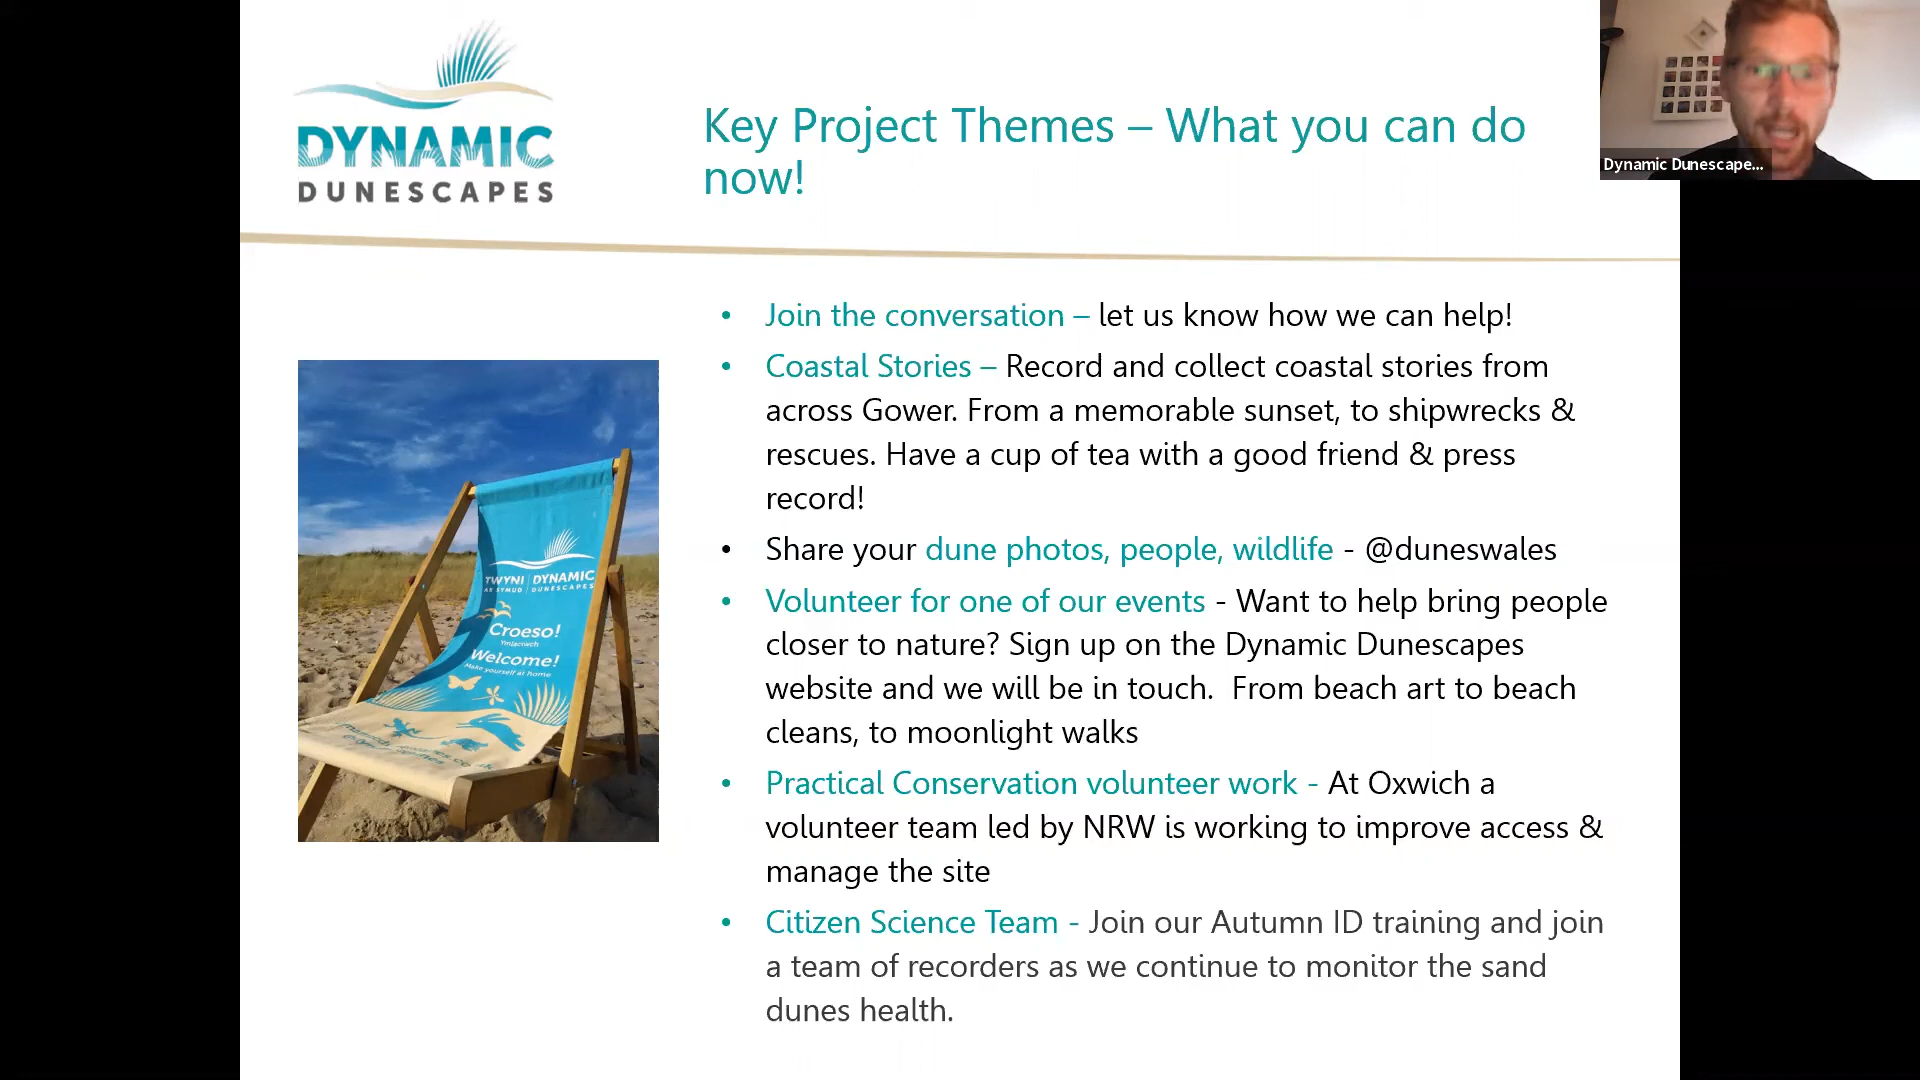 DYNAMIC
DUNESCAPES
Key Project Themes – What you can do
now!
Dynamic Dunescape...
• Join the conversation – let us know how we can help!
• Coastal Stories – Record and collect coastal stories from
across Gower. From a memorable sunset, to shipwrecks &
rescues. Have a cup of tea with a good friend & press
record!
• Share your dune photos, people, wildlife - @duneswales
• Volunteer for one of our events - Want to help bring people
closer to nature? Sign up on the Dynamic Dunescapes
website and we will be in touch.  From beach art to beach
cleans, to moonlight walks
• Practical Conservation volunteer work - At Oxwich a
volunteer team led by NRW is working to improve access &
manage the site
• Citizen Science Team - Join our Autumn ID training and join
a team of recorders as we continue to monitor the sand
dunes health.
TWYNI DYNAMIC
AR SYMUD DUNESCAPES
Croeso!
Ymlaciwch
Welcome!
Make yourself at home